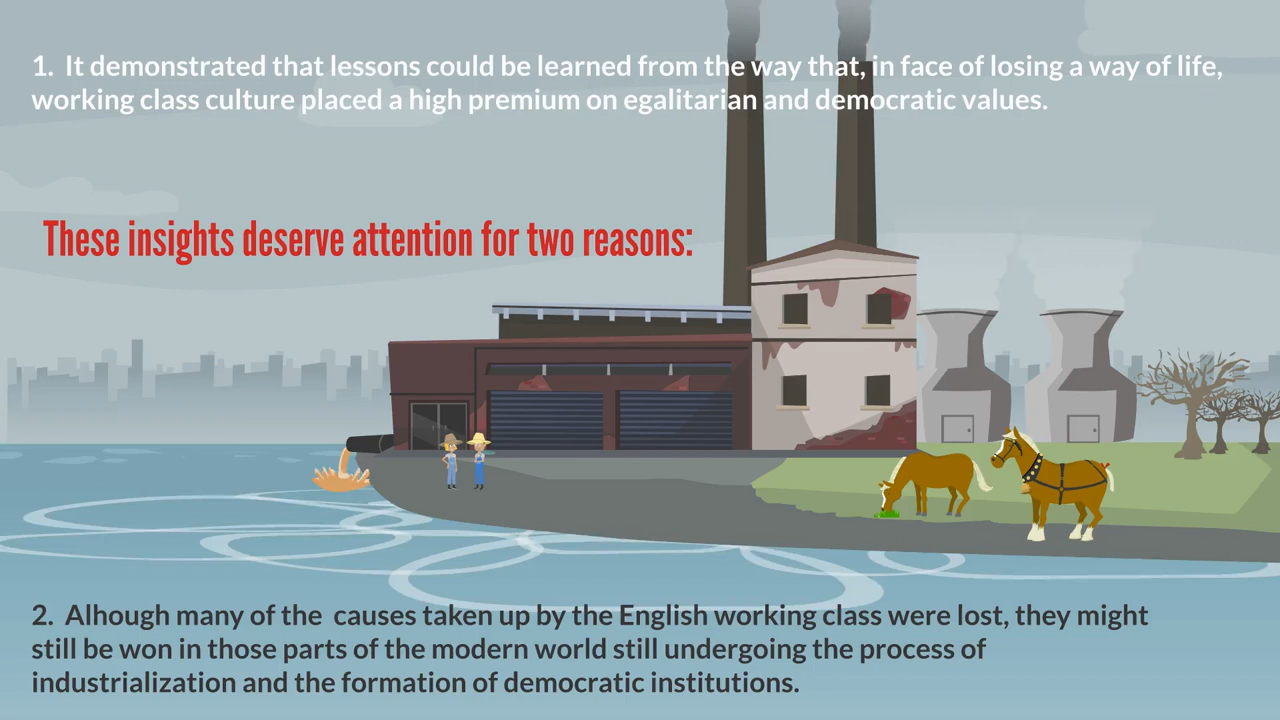 1. It demonstrated that lessons could be learned from the way that, in face of losing a way of life,
working class culture placed a high premium on egalitarian and democratic values.
These insights deserve attention for two reasons:
2. Alhough many of the causes taken up by the English working class were lost, they might
still be won in those parts of the modern world still undergoing the process of
industrialization and the formation of democratic institutions.